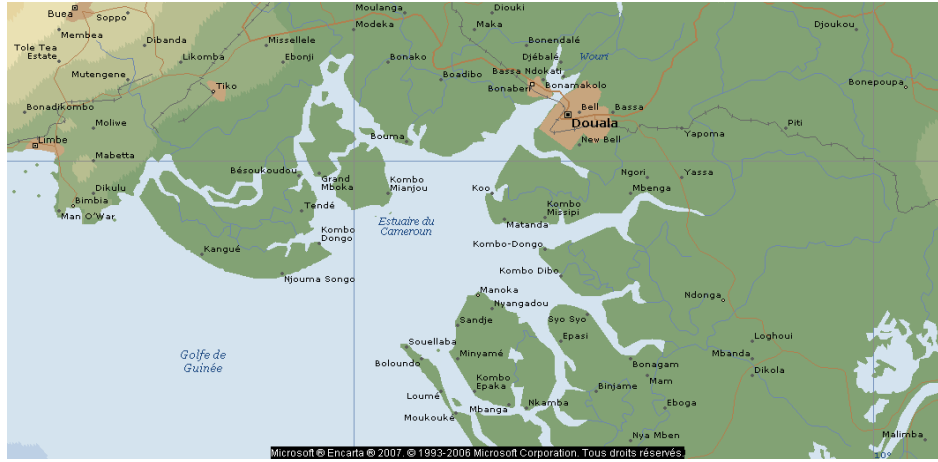 Moulanga
Diouki
Buea
Soppo
Modeka
Maka
Djoukou
Membea
Dibanda
Missellele
Bonendalé
Tole Tea
Estate
Likomba
Ebonji
Bonako
Djébalé
Wouri
Mutengene
Boadibo
Bassa Ndokati
Bonaberi
Bonamakolo
Bonepoupa
Tiko
Bonadikombo
Bell
Bassa
Moliwe
Douala
Piti
Limbe
Bouma
New Bell
Yapoma
Mabetta
Bésoukoudou
Grand
Mboka
Kombo
Mianjou
Koo
Ngori
Yassa
Dikulu
Mbenga
Bimbia
Man O'War
Tendé
Estuaire du
Cameroun
Matanda
Kombo
Missipi
Kombo
Dongo
Kombo-Dongo
Kangué
Njouma Songo
Kombo Dibo
Manoka
Nyangadou
Ndonga
Sandje
Syo Syo
Souellaba
Epasi
Loghoui
Golfe de
Guinée
Boloundo
Minyamé
Bonagam
Mbanda
Kombo
Epaka
Mam
Dikola
Loumé
Binjame
Moukouké
Mbanga
Nkamba
Eboga
Nya Mben
Malimba
10°
Microsoft ® Encarta ® 2007. © 1993-2006 Microsoft Corporation. Tous droits réservés.